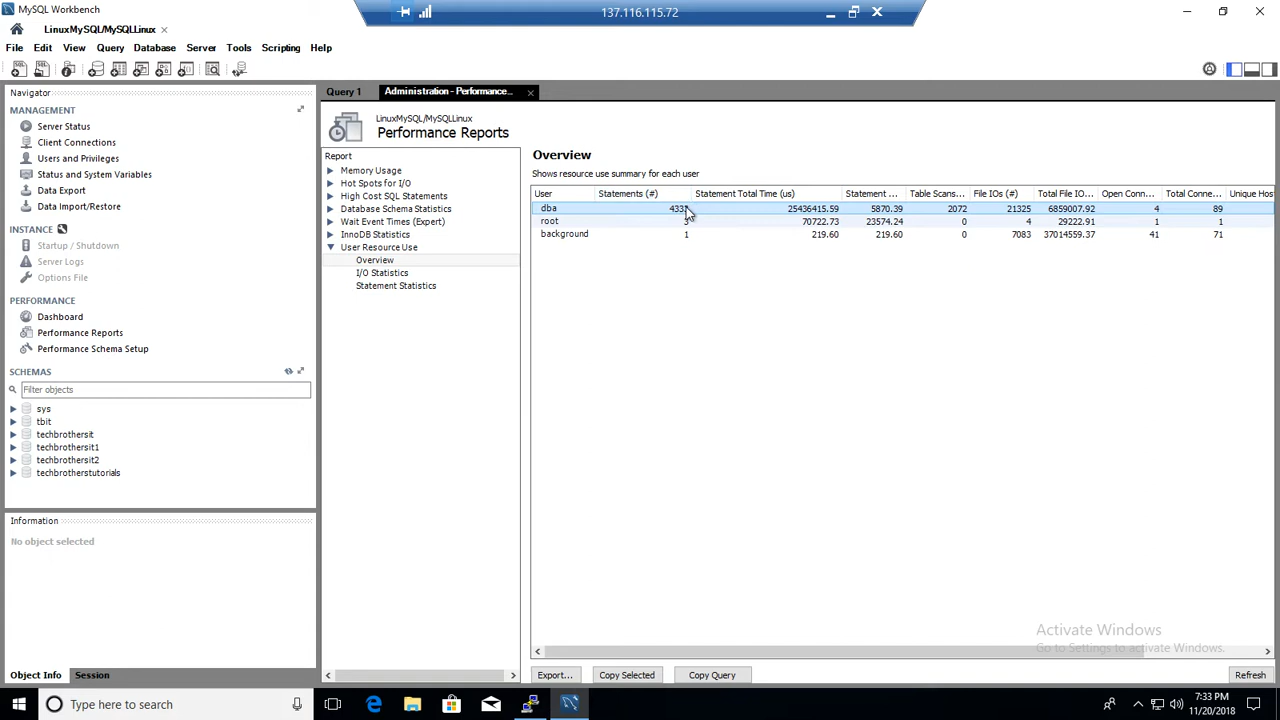 MySQL Workbench
137.116.115.72
LinuxMySQL/MySQLLinux
File Edit View Query Database Server Tools Scripting Help
Navigator
MANAGEMENT
Server Status
Client Connections
Users and Privileges
Status and System Variables
Data Export
Data Import/Restore
INSTANCE
Startup / Shutdown
Server Logs
Options File
PERFORMANCE
Dashboard
Performance Reports
Performance Schema Setup
SCHEMAS
Filter objects
sys
tbit
techbrothersit
techbrothersit1
techbrothersit2
techbrotherstutorials
Information
No object selected
Object Info Session
Query 1 Administration - Performance...
LinuxMySQL/MySQLLinux
Performance Reports
Report
Memory Usage
Hot Spots for I/O
High Cost SQL Statements
Database Schema Statistics
Wait Event Times (Expert)
InnoDB Statistics
User Resource Use
Overview
I/O Statistics
Statement Statistics
Overview
Shows resource use summary for each user
User Statements (#) Statement Total Time (us) Statement ... Table Scans... File IOs (#) Total File IO... Open Conn... Total Conne... Unique Host
dba 25436415.59 5870.39 2072 21325 6859007.92 4 89
root 70722.73 23574.24 0 4 29222.91 1 1
background 1 219.60 219.60 0 7083 37014559.37 41 71
Activate Windows
Go to Settings to activate Windows.
Export... Copy Selected Copy Query Refresh
Type here to search
7:33 PM
11/20/2018